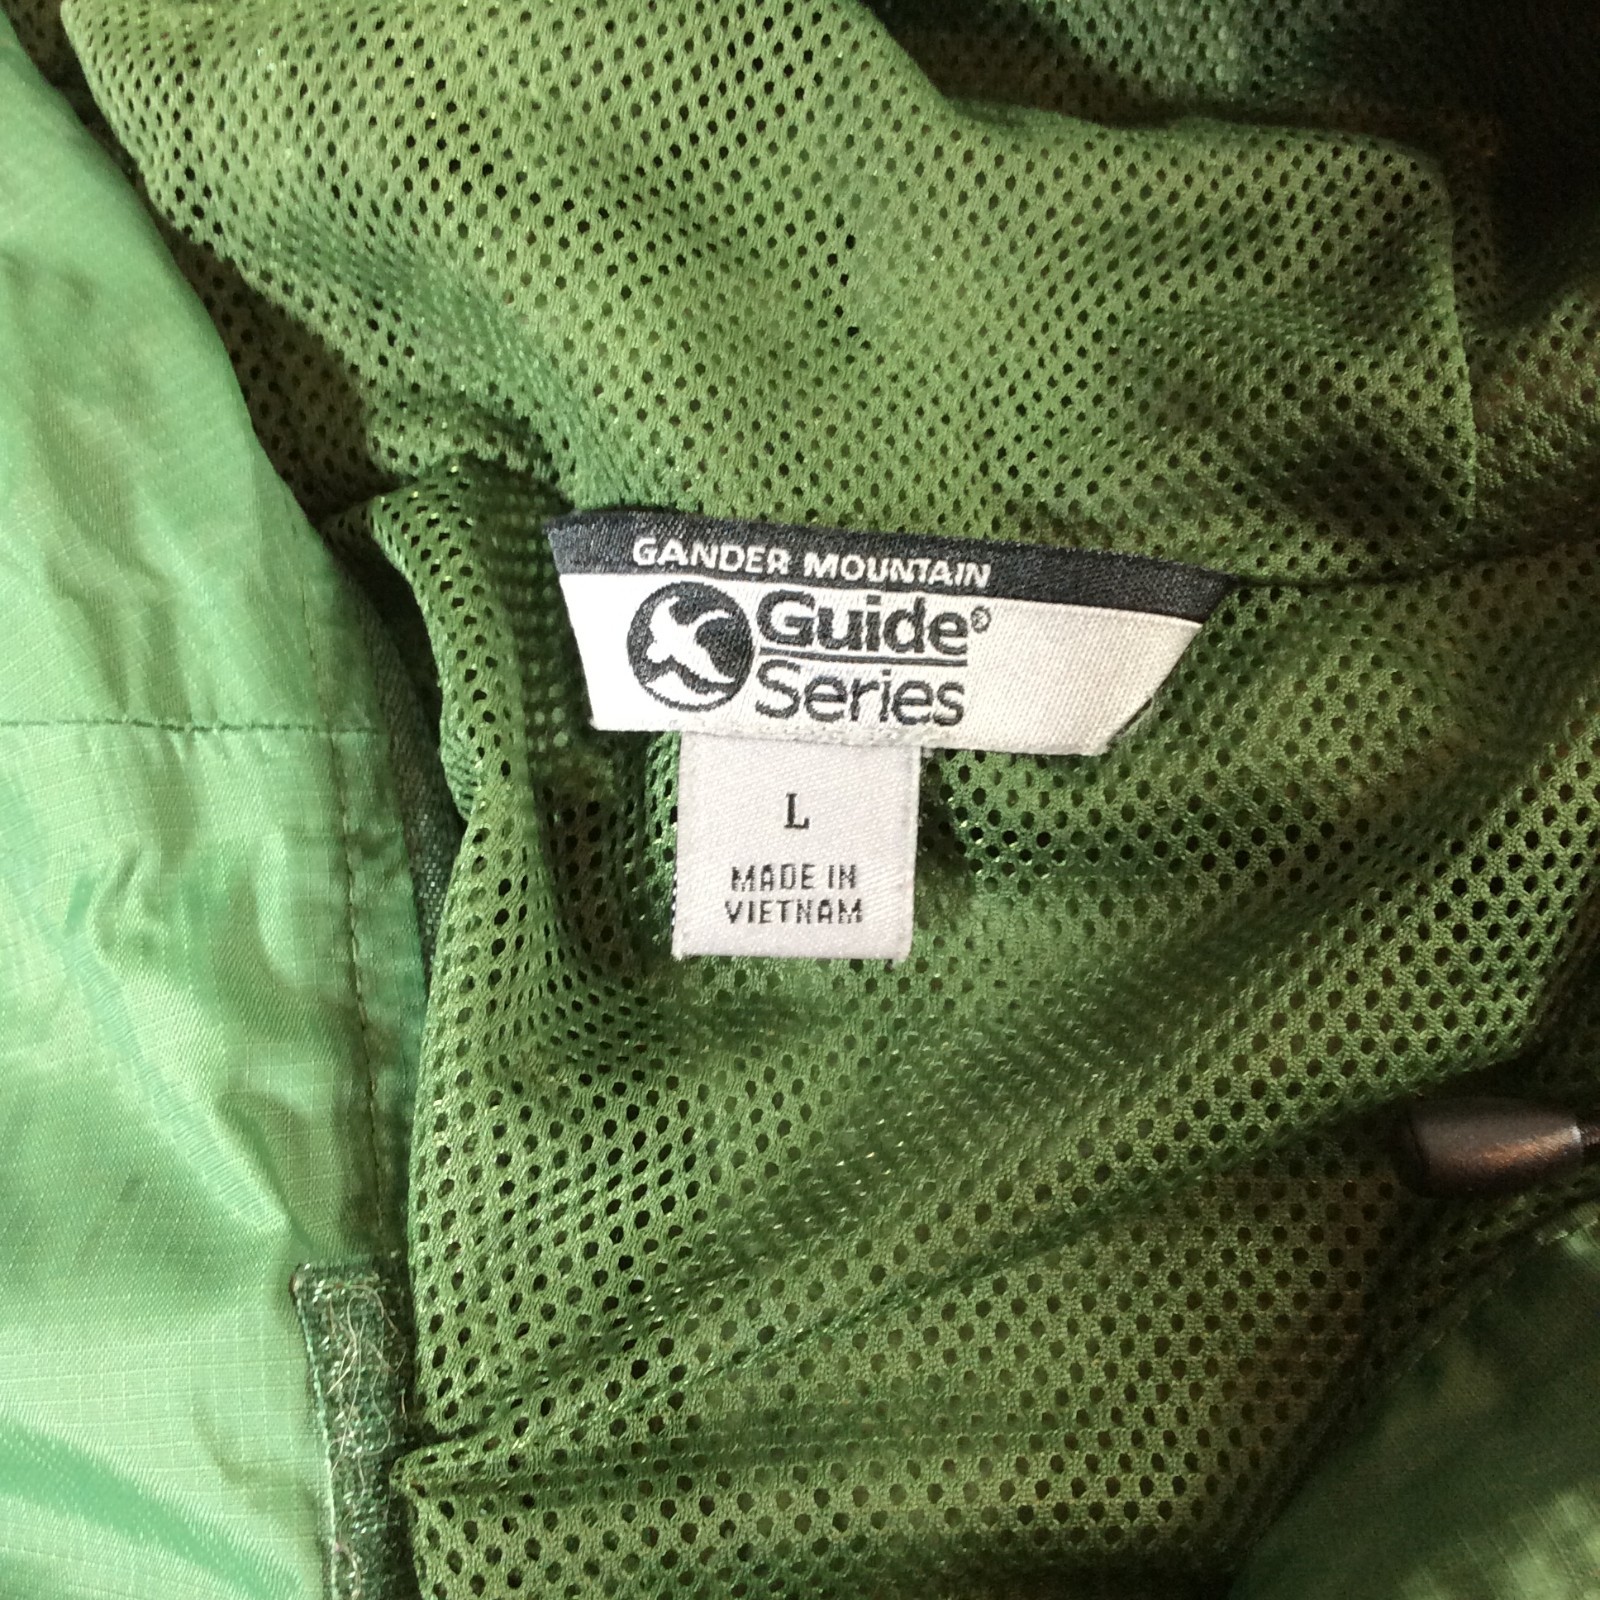 GANDER MOUNTAIN
Guide®
Series
L
MADE IN
VIETNAM